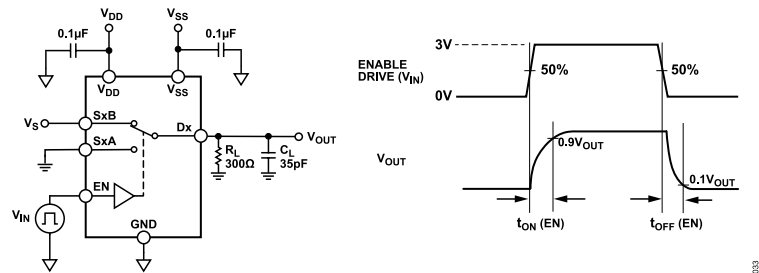 VDD
VSS
0.1µF
0.1µF
VDD
VSS
VS
SxB
Dx
VOUT
SxA
RL
300Ω
CL
35pF
EN
VIN
GND
3V
ENABLE
DRIVE (VIN)
50%
50%
0V
VOUT
0.9VOUT
0.1VOUT
tON (EN)
tOFF (EN)
033